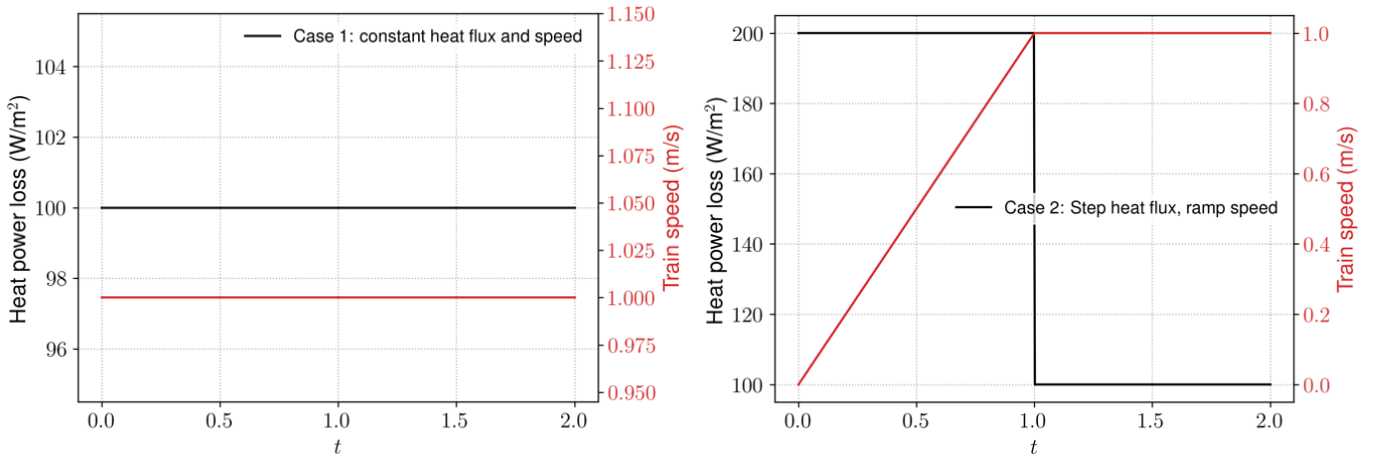 Case 1: constant heat flux and speed
Heat power loss (W/m²)
104
102
100
98
96
0.0 0.5 1.0 1.5 2.0
t
1.150
1.125
1.100
1.075
1.050
1.025
1.000
0.975
0.950
Train speed (m/s)
Case 2: Step heat flux, ramp speed
Heat power loss (W/m²)
200
180
160
140
120
100
0.0 0.5 1.0 1.5 2.0
t
1.0
0.8
0.6
0.4
0.2
0.0
Train speed (m/s)